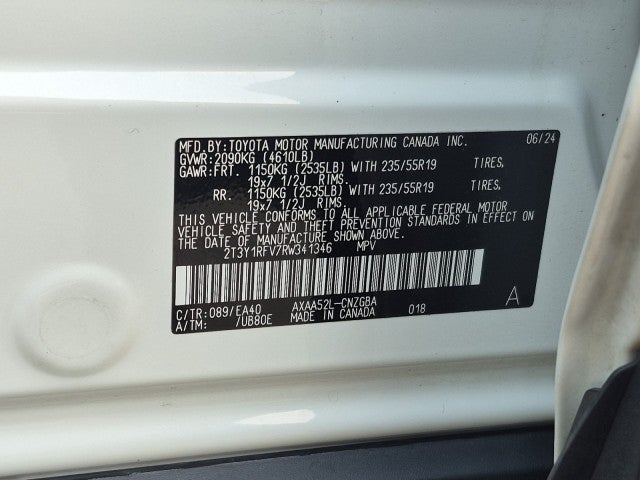 MFD.BY:TOYOTA MOTOR MANUFACTURING CANADA INC. 06/24
GVWR:2090KG (4610LB)
GAWR:FRT. 1150KG (2535LB) WITH 235/55R19 TIRES,
19x7 1/2J RIMS.
RR. 1150KG (2535LB) WITH 235/55R19 TIRES,
19x7 1/2J RIMS.
THIS VEHICLE CONFORMS TO ALL APPLICABLE FEDERAL MOTOR
VEHICLE SAFETY AND THEFT PREVENTION STANDARDS IN EFFECT ON
THE DATE OF MANUFACTURE SHOWN ABOVE.
2T3Y1RFV7RW341346 MPV
C/TR:089/EA40 AXAA52L-CNZGBA 018 A
A/TM: /UB80E MADE IN CANADA